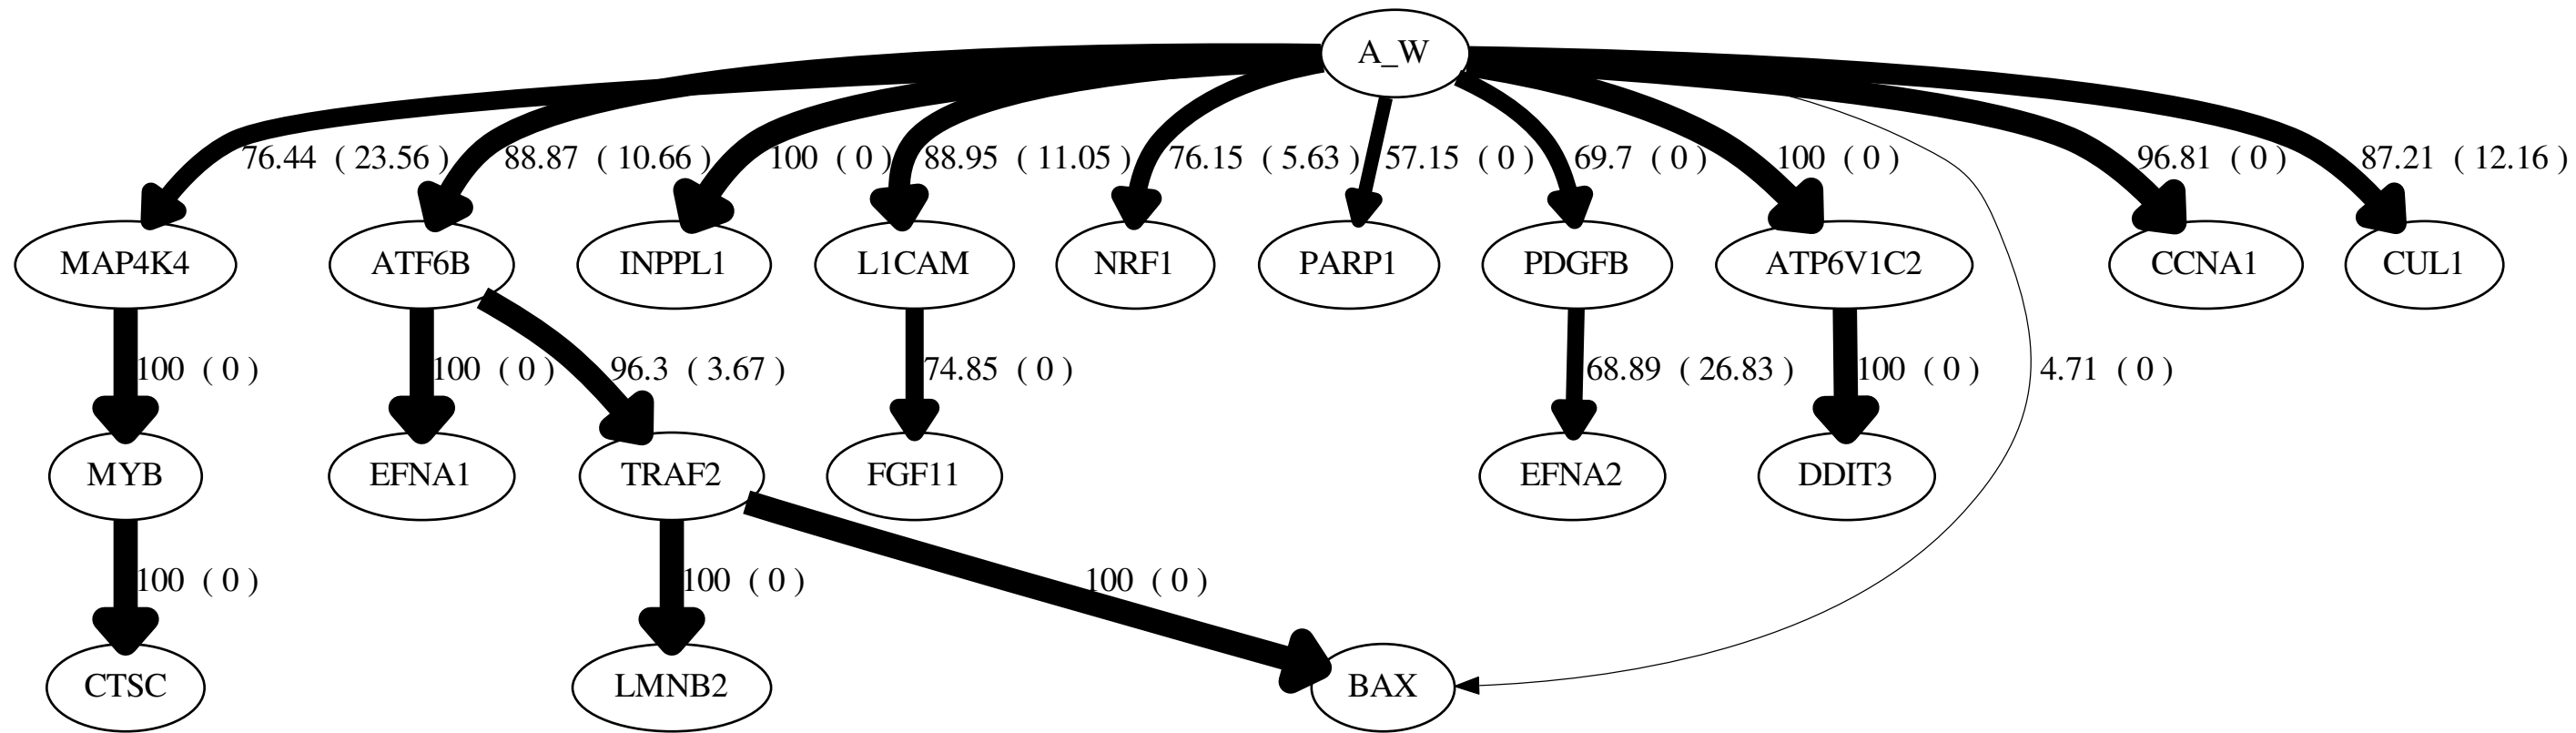 A_W
76.44 ( 23.56 ) 88.87 ( 10.66 ) 100 ( 0 ) 88.95 ( 11.05 ) 76.15 ( 5.63 ) 57.15 ( 0 ) 69.7 ( 0 ) 100 ( 0 ) 96.81 ( 0 ) 87.21 ( 12.16 )
MAP4K4 ATF6B INPPL1 L1CAM NRF1 PARP1 PDGFB ATP6V1C2 CCNA1 CUL1
100 ( 0 ) 100 ( 0 ) 96.3 ( 3.67 ) 74.85 ( 0 ) 68.89 ( 26.83 ) 100 ( 0 ) 4.71 ( 0 )
MYB EFNA1 TRAF2 FGF11 EFNA2 DDIT3
100 ( 0 ) 100 ( 0 ) 100 ( 0 )
CTSC LMNB2 BAX